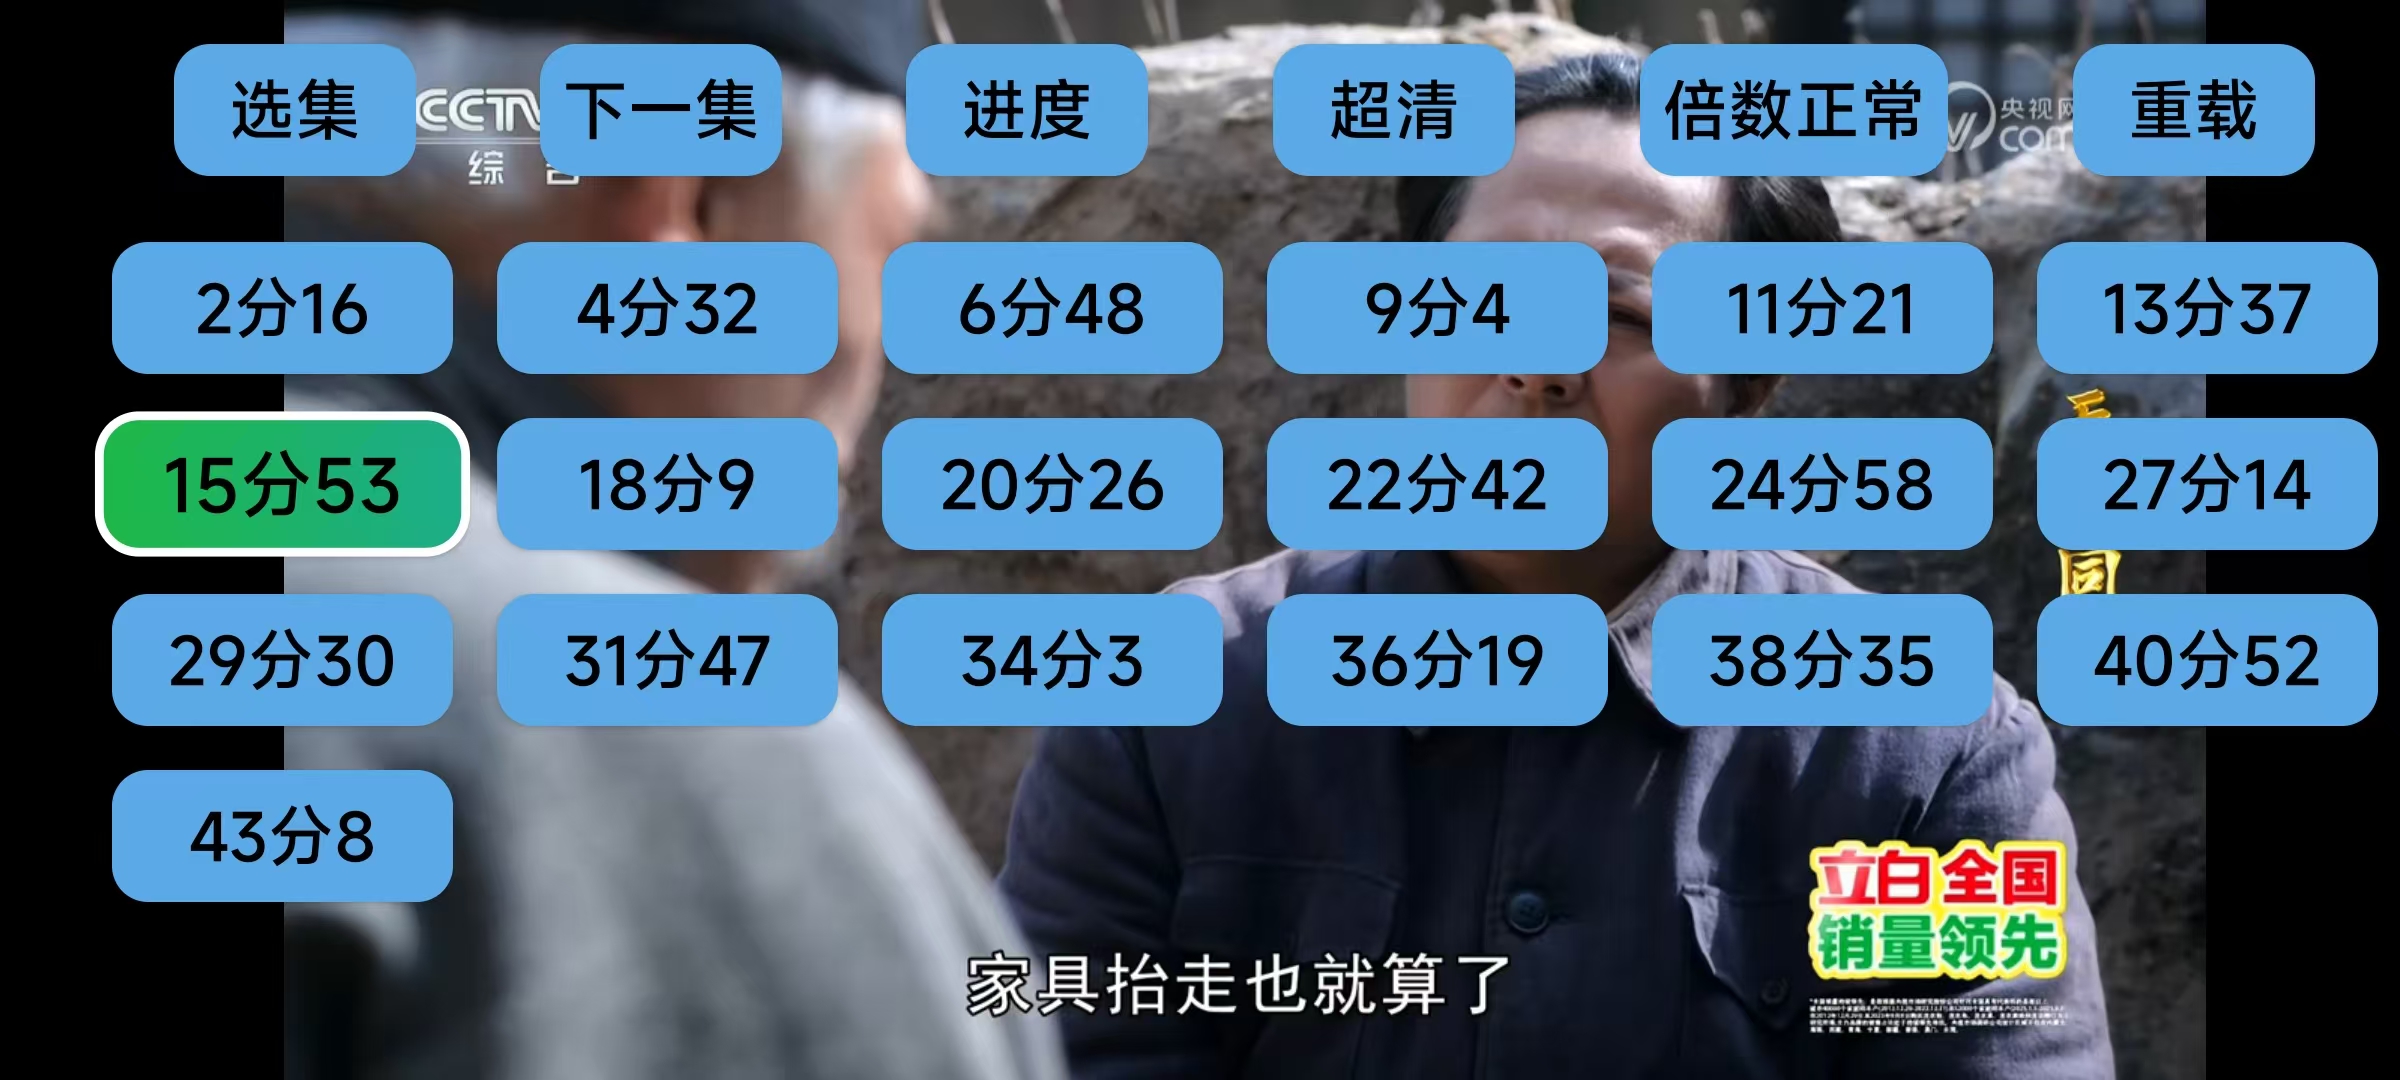 选集 下一集 进度 超清 倍数正常 重载
CCTV
综合
央视网
com
2分16 4分32 6分48 9分4 11分21 13分37
15分53 18分9 20分26 22分42 24分58 27分14
同
29分30 31分47 34分3 36分19 38分35 40分52
43分8
立白 全国
销量领先
家具抬走也就算了